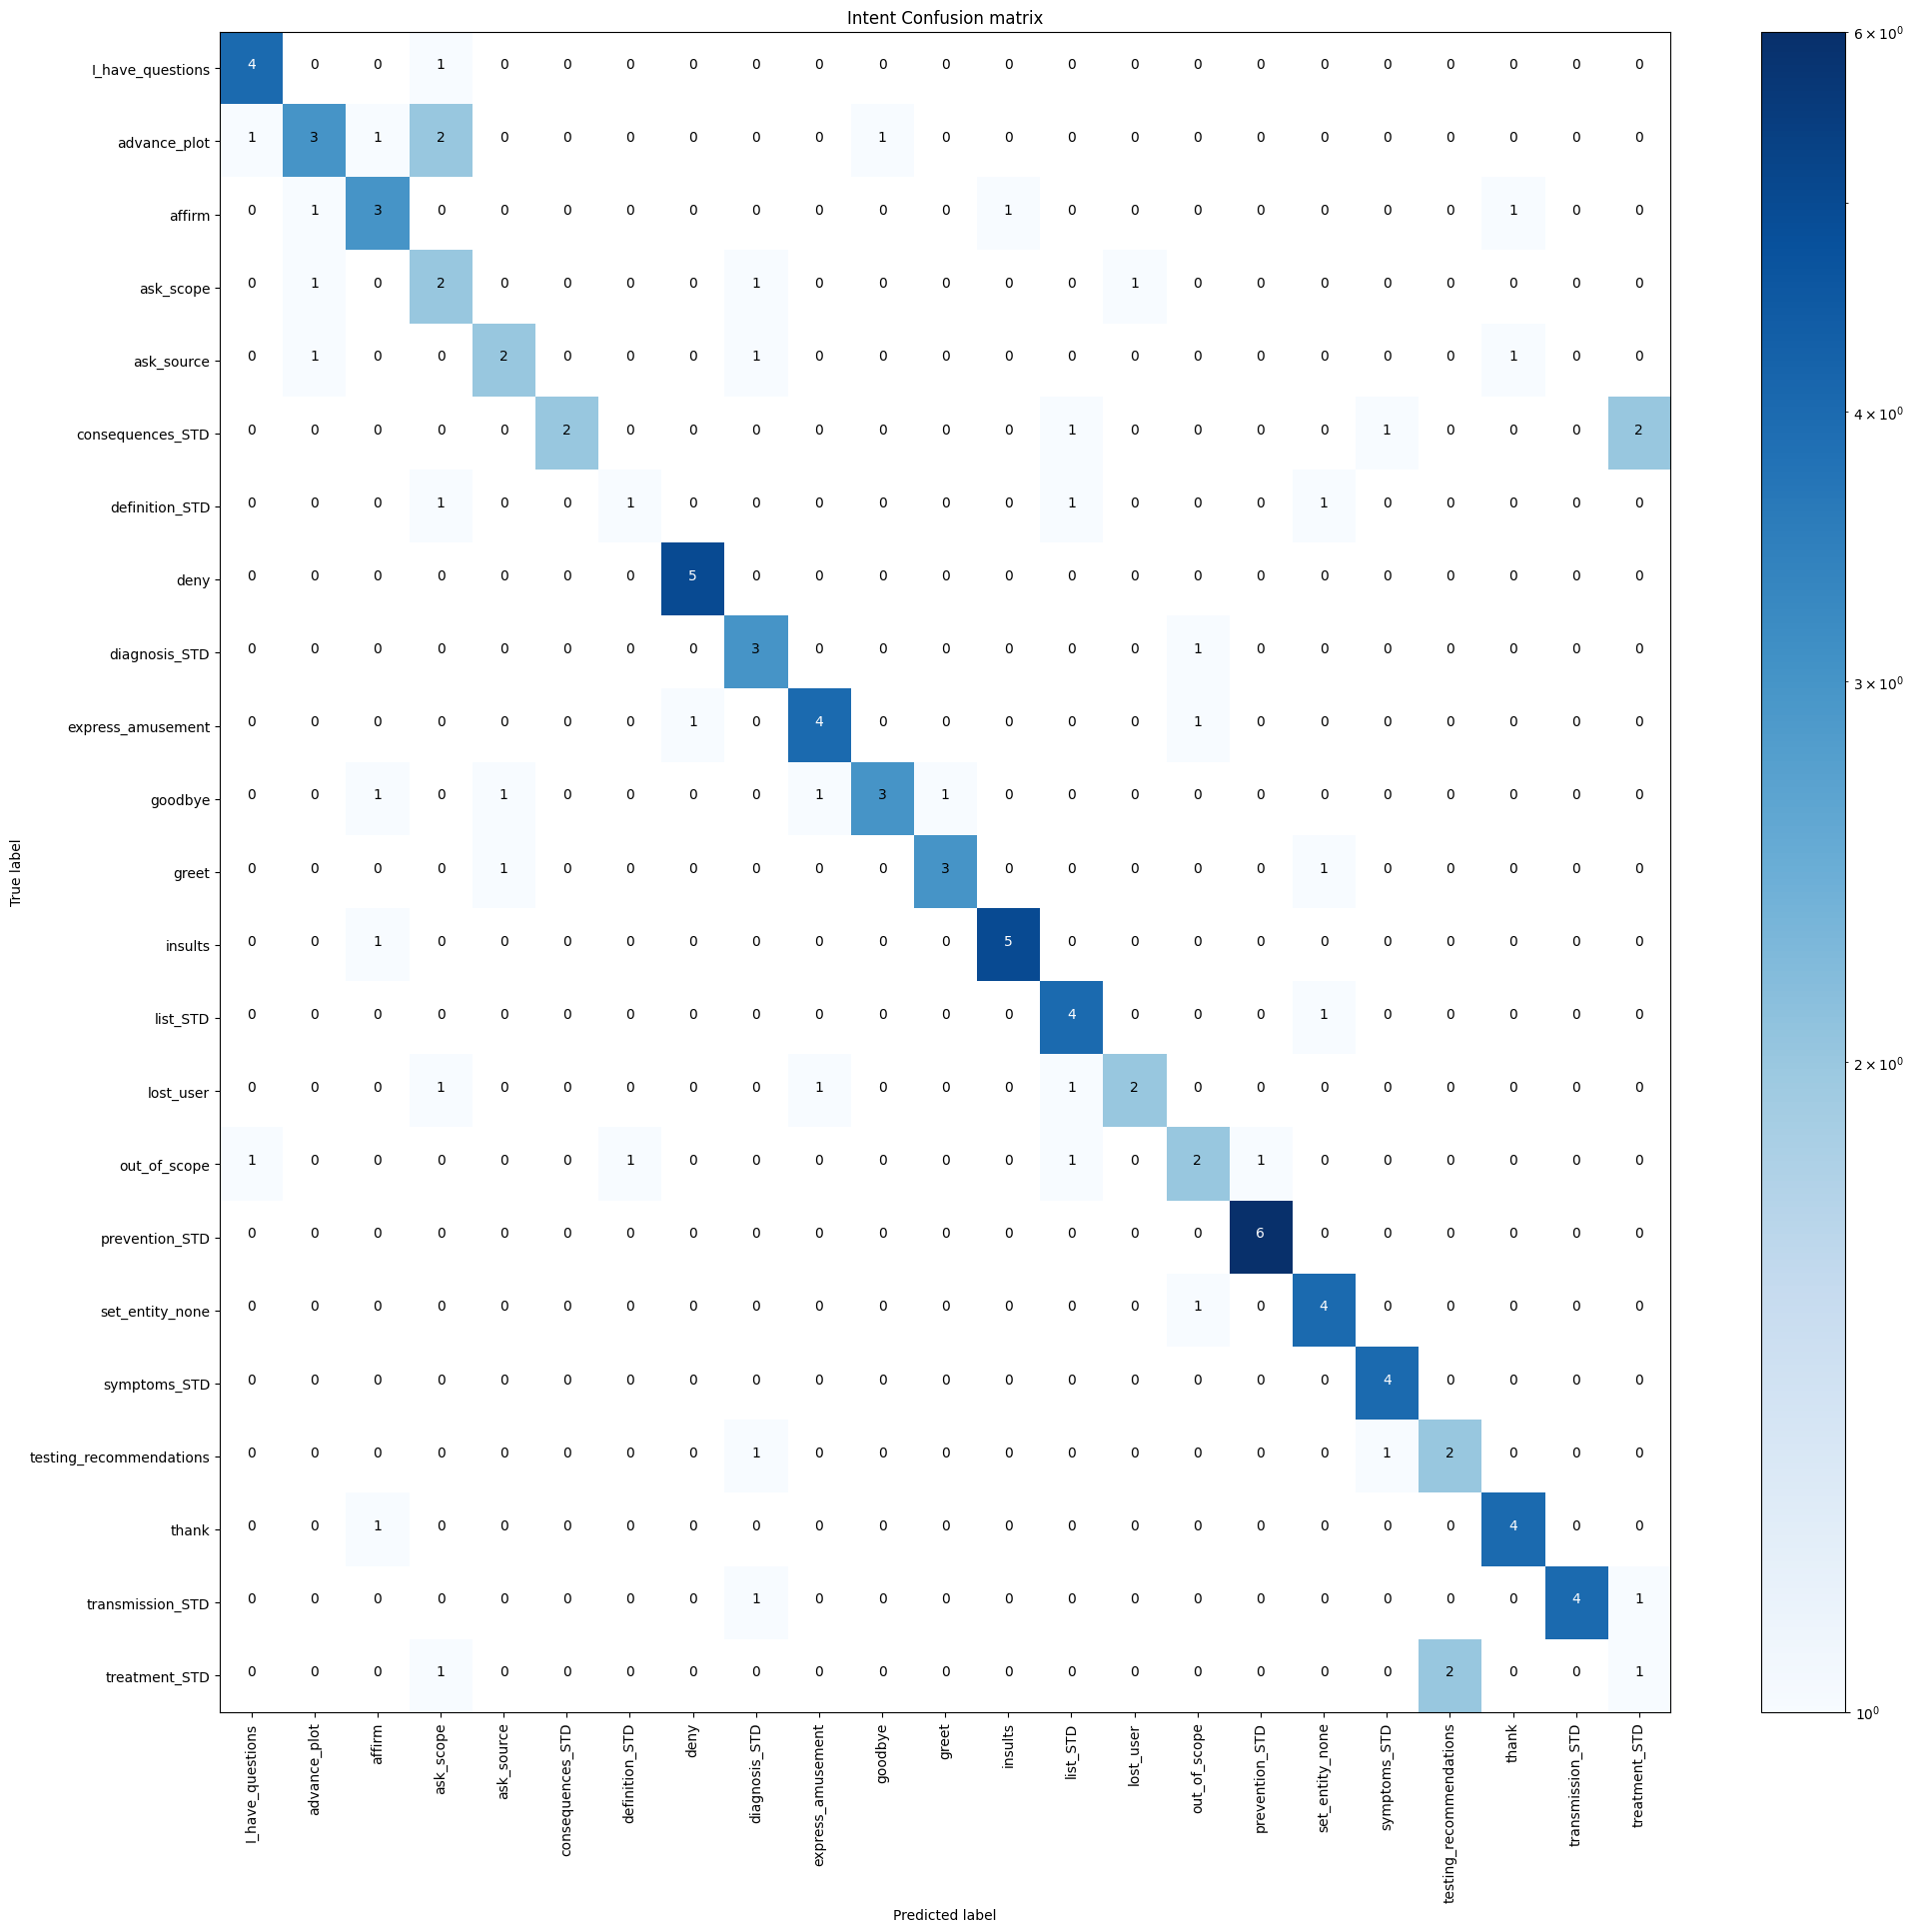 Intent Confusion matrix
I_have_questions 4 0 0 1 0 0 0 0 0 0 0 0 0 0 0 0 0 0 0 0 0 0 0
advance_plot 1 3 1 2 0 0 0 0 0 0 1 0 0 0 0 0 0 0 0 0 0 0 0
affirm 0 1 3 0 0 0 0 0 0 0 0 0 1 0 0 0 0 0 0 0 1 0 0
ask_scope 0 1 0 2 0 0 0 0 1 0 0 0 0 0 1 0 0 0 0 0 0 0 0
ask_source 0 1 0 0 2 0 0 0 1 0 0 0 0 0 0 0 0 0 0 0 1 0 0
consequences_STD 0 0 0 0 0 2 0 0 0 0 0 0 0 1 0 0 0 0 1 0 0 0 2
definition_STD 0 0 0 1 0 0 1 0 0 0 0 0 0 1 0 0 0 1 0 0 0 0 0
deny 0 0 0 0 0 0 0 5 0 0 0 0 0 0 0 0 0 0 0 0 0 0 0
diagnosis_STD 0 0 0 0 0 0 0 0 3 0 0 0 0 0 0 1 0 0 0 0 0 0 0
express_amusement 0 0 0 0 0 0 0 1 0 4 0 0 0 0 0 1 0 0 0 0 0 0 0
goodbye 0 0 1 0 1 0 0 0 0 1 3 1 0 0 0 0 0 0 0 0 0 0 0
greet 0 0 0 0 1 0 0 0 0 0 0 3 0 0 0 0 0 1 0 0 0 0 0
insults 0 0 1 0 0 0 0 0 0 0 0 0 5 0 0 0 0 0 0 0 0 0 0
list_STD 0 0 0 0 0 0 0 0 0 0 0 0 0 4 0 0 0 1 0 0 0 0 0
lost_user 0 0 0 1 0 0 0 0 0 1 0 0 0 1 2 0 0 0 0 0 0 0 0
out_of_scope 1 0 0 0 0 0 1 0 0 0 0 0 0 1 0 2 1 0 0 0 0 0 0
prevention_STD 0 0 0 0 0 0 0 0 0 0 0 0 0 0 0 0 6 0 0 0 0 0 0
set_entity_none 0 0 0 0 0 0 0 0 0 0 0 0 0 0 0 1 0 4 0 0 0 0 0
symptoms_STD 0 0 0 0 0 0 0 0 0 0 0 0 0 0 0 0 0 0 4 0 0 0 0
testing_recommendations 0 0 0 0 0 0 0 0 1 0 0 0 0 0 0 0 0 0 1 2 0 0 0
thank 0 0 1 0 0 0 0 0 0 0 0 0 0 0 0 0 0 0 0 0 4 0 0
transmission_STD 0 0 0 0 0 0 0 0 1 0 0 0 0 0 0 0 0 0 0 0 0 4 1
treatment_STD 0 0 0 1 0 0 0 0 0 0 0 0 0 0 0 0 0 0 0 2 0 0 1
True label
I_have_questions
advance_plot
affirm
ask_scope
ask_source
consequences_STD
definition_STD
deny
diagnosis_STD
express_amusement
goodbye
greet
insults
list_STD
lost_user
out_of_scope
prevention_STD
set_entity_none
symptoms_STD
testing_recommendations
thank
transmission_STD
treatment_STD
Predicted label
6 × 10⁰
4 × 10⁰
3 × 10⁰
2 × 10⁰
10⁰